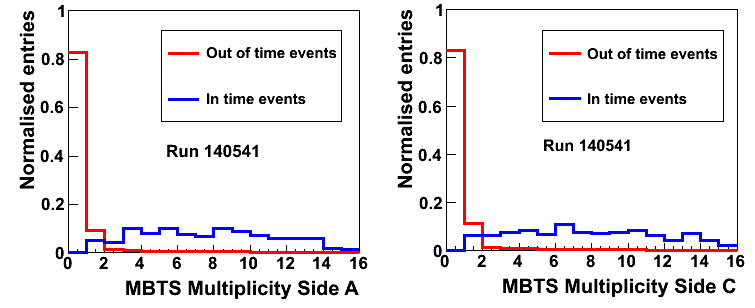 Normalised entries
1
0.8
0.6
0.4
0.2
0
Out of time events
In time events
Run 140541
0 2 4 6 8 10 12 14 16
MBTS Multiplicity Side A
Normalised entries
1
0.8
0.6
0.4
0.2
0
Out of time events
In time events
Run 140541
0 2 4 6 8 10 12 14 16
MBTS Multiplicity Side C